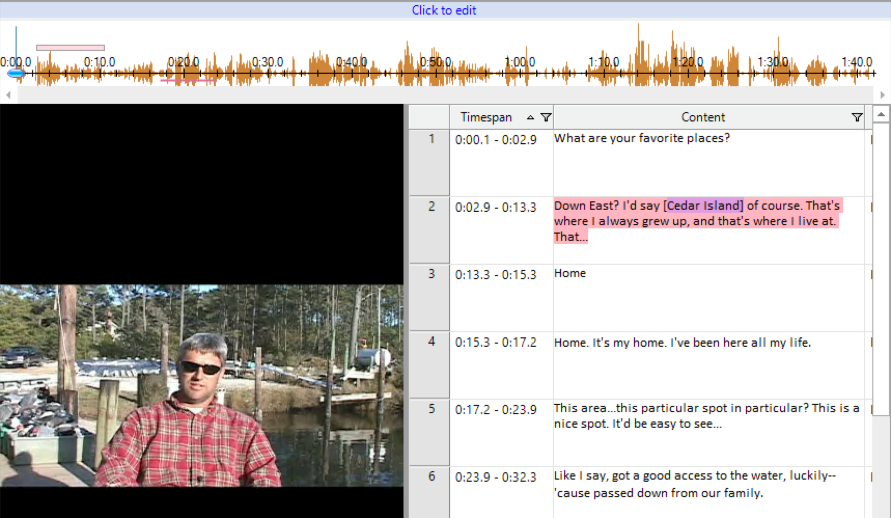 Click to edit
0:00.0 0:10.0 0:20.0 0:30.0 0:40.0 0:50.0 1:00.0 1:10.0 1:20.0 1:30.0 1:40.0
Timespan Content
1 0:00.1 - 0:02.9 What are your favorite places?
2 0:02.9 - 0:13.3 Down East? I'd say [Cedar Island] of course. That's
where I always grew up, and that's where I live at.
That...
3 0:13.3 - 0:15.3 Home
4 0:15.3 - 0:17.2 Home. It's my home. I've been here all my life.
5 0:17.2 - 0:23.9 This area...this particular spot in particular? This is a
nice spot. It'd be easy to see...
6 0:23.9 - 0:32.3 Like I say, got a good access to the water, luckily--
'cause passed down from our family.